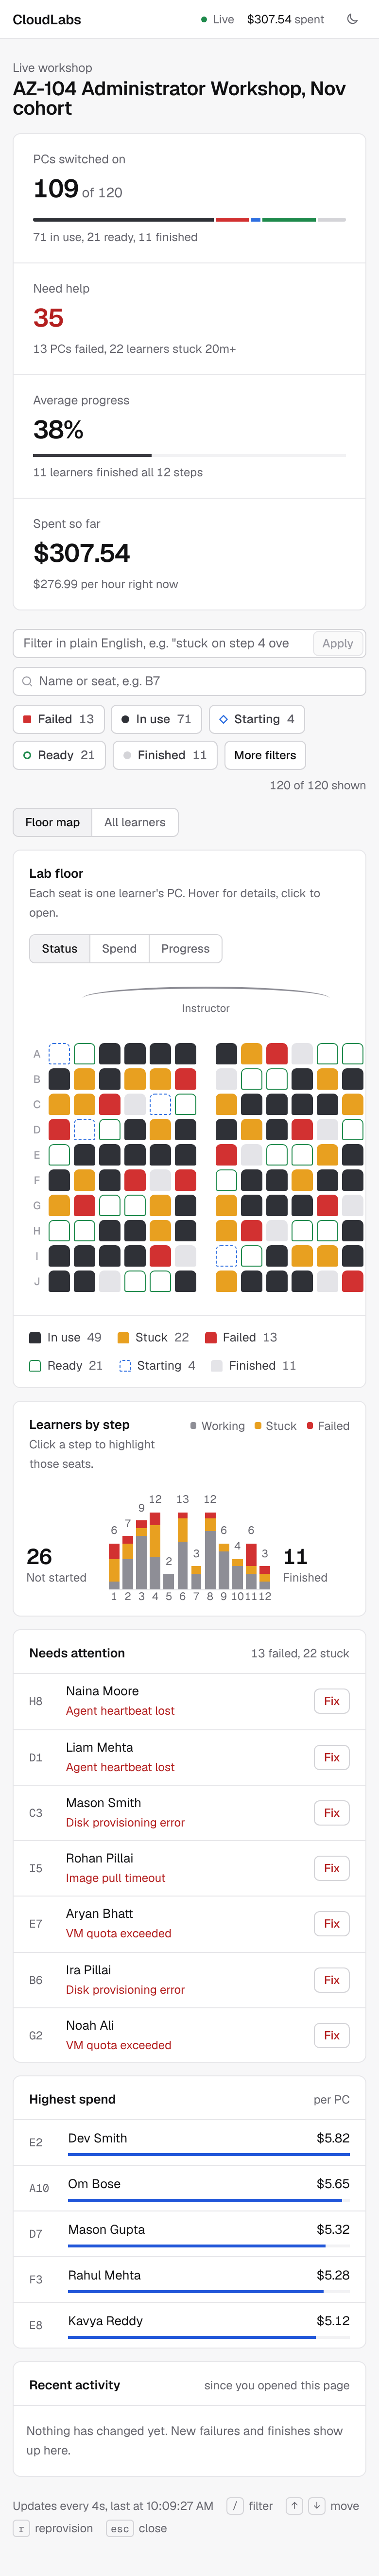 CloudLabs
Live $307.54 spent
Live workshop
AZ-104 Administrator Workshop, Nov
cohort
PCs switched on
109 of 120
71 in use, 21 ready, 11 finished
Need help
35
13 PCs failed, 22 learners stuck 20m+
Average progress
38%
11 learners finished all 12 steps
Spent so far
$307.54
$276.99 per hour right now
Filter in plain English, e.g. "stuck on step 4 ove
Apply
Name or seat, e.g. B7
Failed 13 In use 71 Starting 4
Ready 21 Finished 11 More filters
120 of 120 shown
Floor map All learners
Lab floor
Each seat is one learner's PC. Hover for details, click to
open.
Status Spend Progress
Instructor
A
B
C
D
E
F
G
H
I
J
In use 49 Stuck 22 Failed 13
Ready 21 Starting 4 Finished 11
Learners by step
Working Stuck Failed
Click a step to highlight
those seats.
26
Not started
6 7 9 12 2 13 3 12 6 4 6 3
1 2 3 4 5 6 7 8 9 10 11 12
11
Finished
Needs attention 13 failed, 22 stuck
H8 Naina Moore Fix
Agent heartbeat lost
D1 Liam Mehta Fix
Agent heartbeat lost
C3 Mason Smith Fix
Disk provisioning error
I5 Rohan Pillai Fix
Image pull timeout
E7 Aryan Bhatt Fix
VM quota exceeded
B6 Ira Pillai Fix
Disk provisioning error
G2 Noah Ali Fix
VM quota exceeded
Highest spend per PC
E2 Dev Smith $5.82
A10 Om Bose $5.65
D7 Mason Gupta $5.32
F3 Rahul Mehta $5.28
E8 Kavya Reddy $5.12
Recent activity since you opened this page
Nothing has changed yet. New failures and finishes show
up here.
Updates every 4s, last at 10:09:27 AM / filter ↑ ↓ move
r reprovision esc close